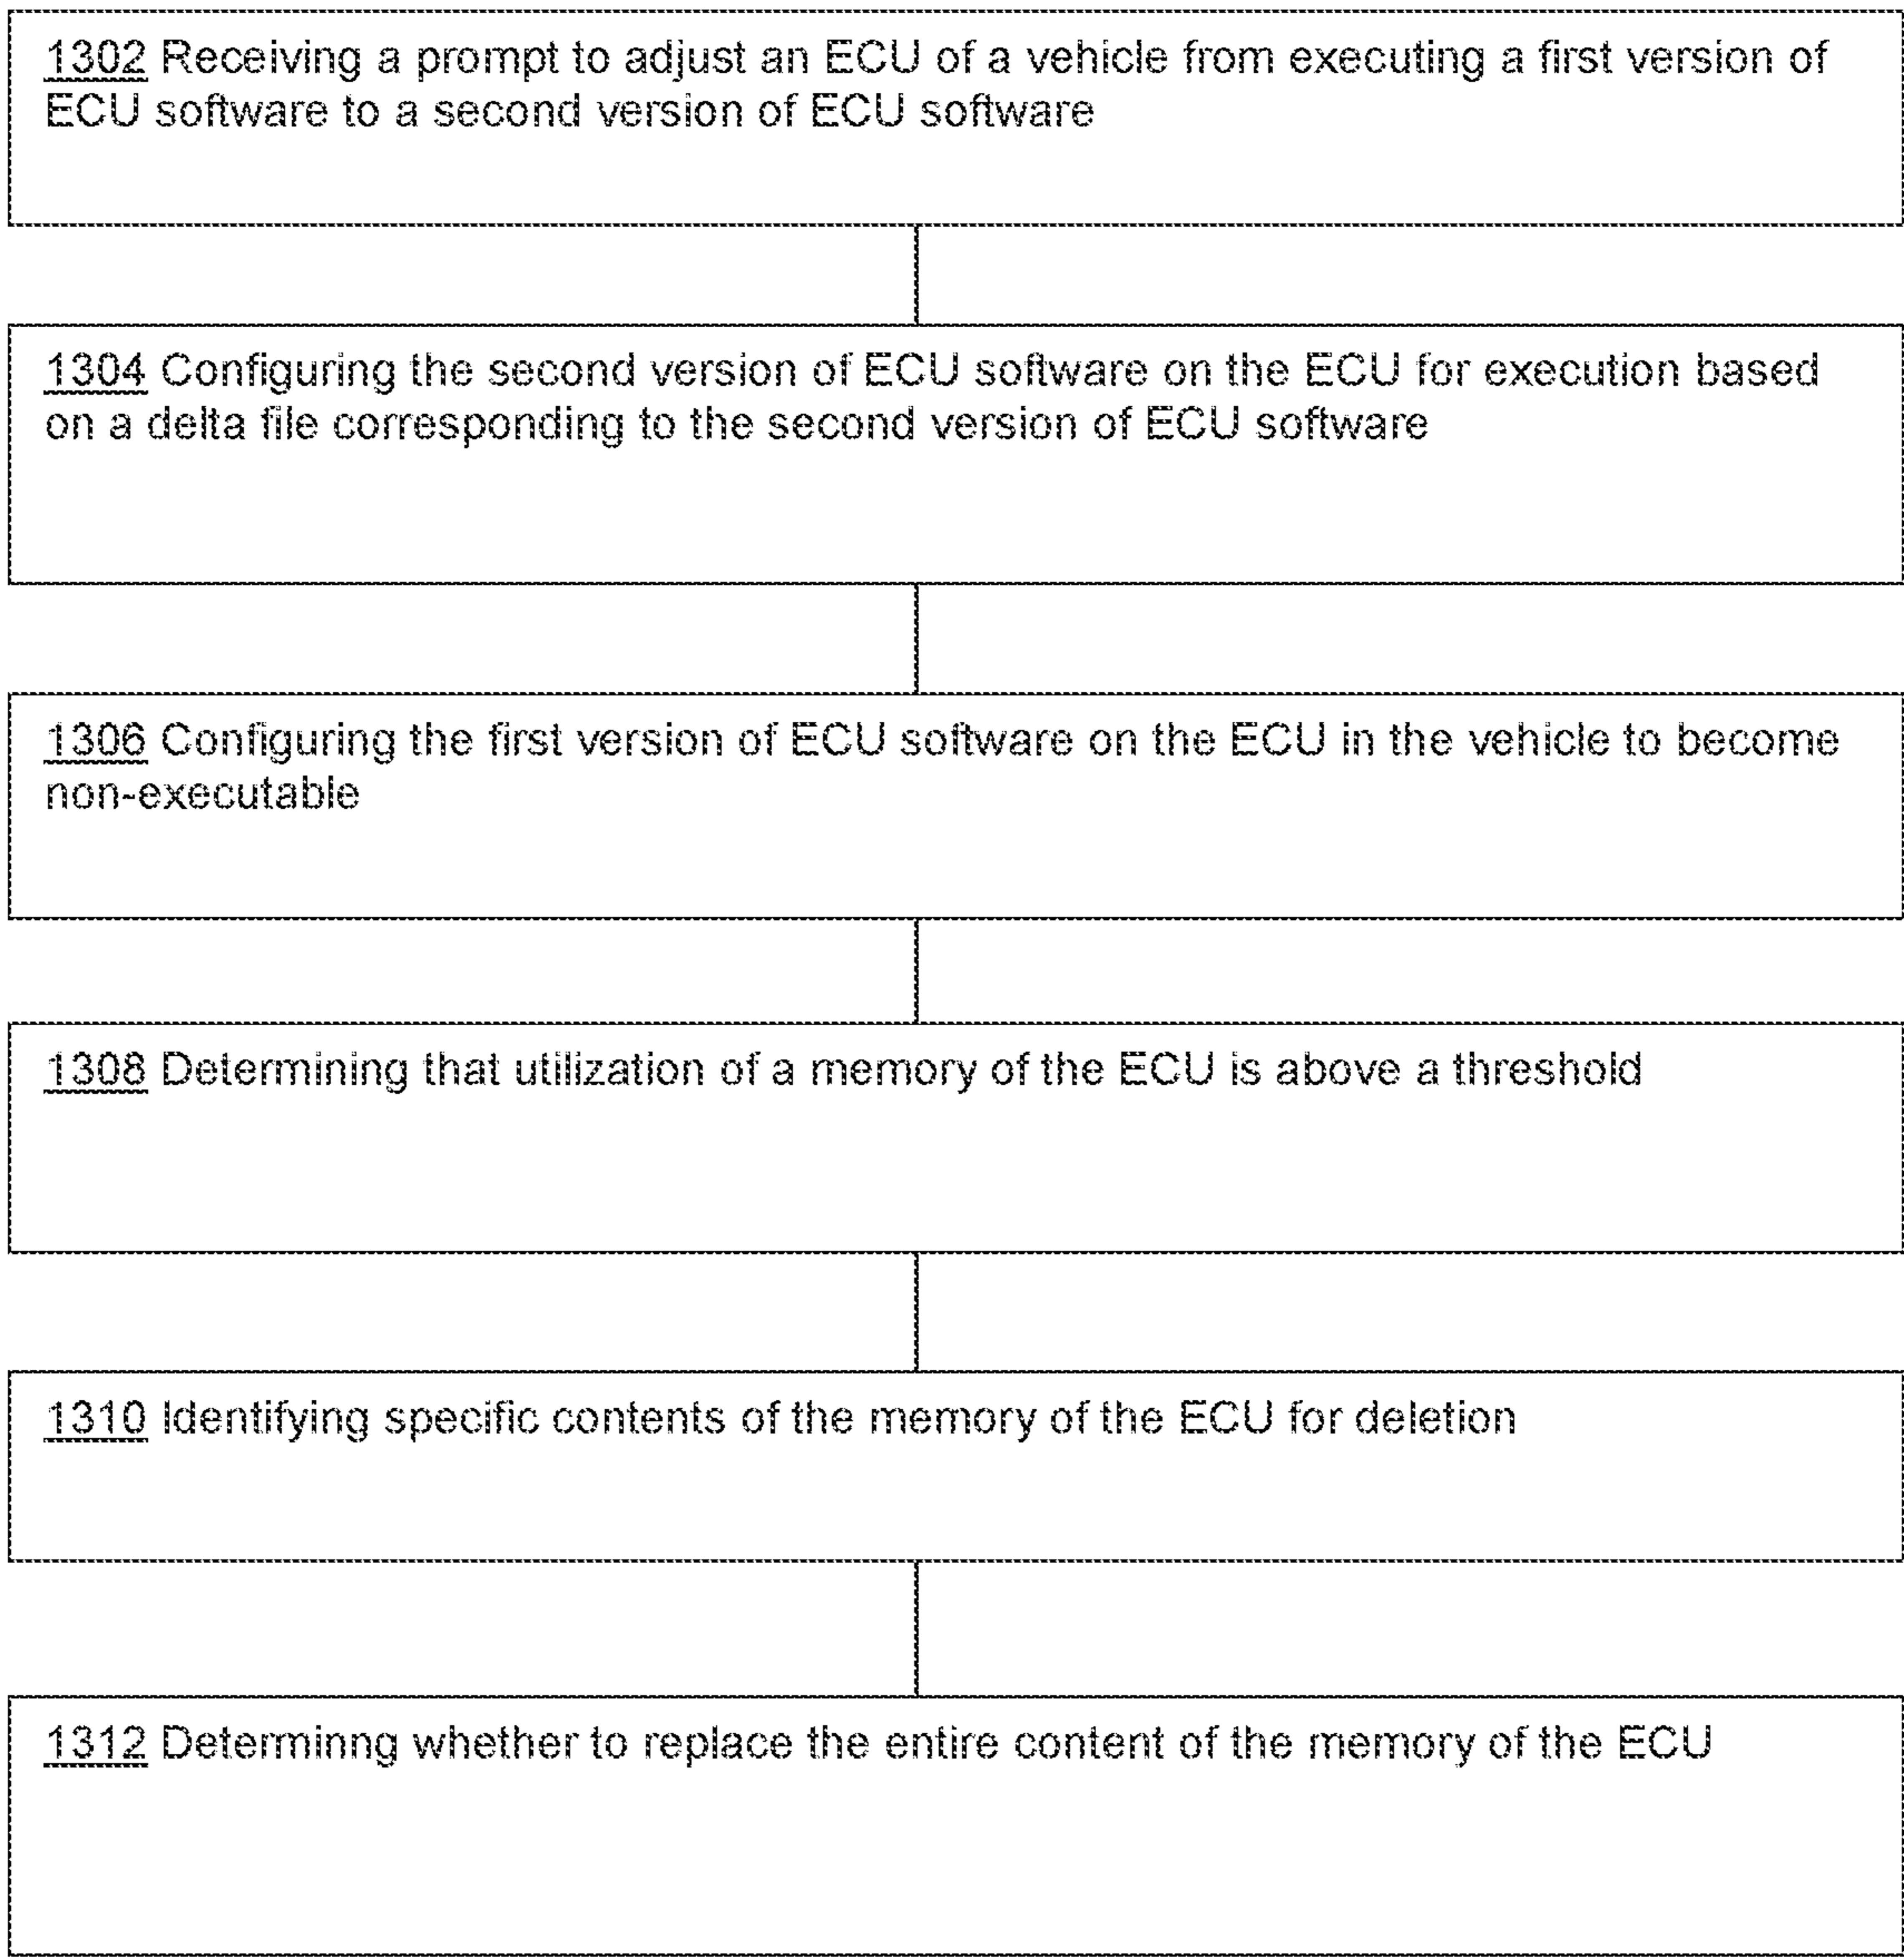 1302 Receiving a prompt to adjust an ECU of a vehicle from executing a first version of
ECU software to a second version of ECU software
1304 Configuring the second version of ECU software on the ECU for execution based
on a delta file corresponding to the second version of ECU software
1306 Configuring the first version of ECU software on the ECU in the vehicle to become
non-executable
1308 Determining that utilization of a memory of the ECU is above a threshold
1310 Identifying specific contents of the memory of the ECU for deletion
1312 Determinng whether to replace the entire content of the memory of the ECU